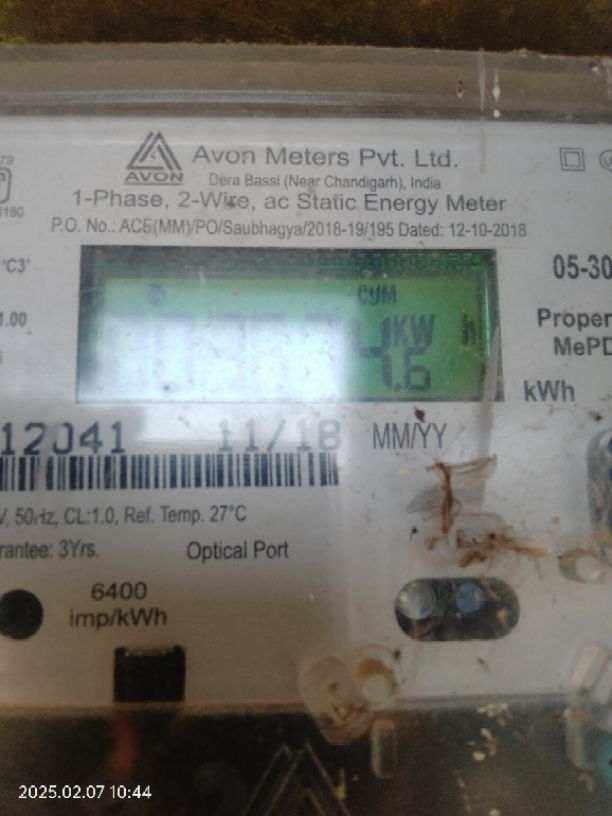 Avon Meters Pvt. Ltd.
AVON
Dera Bassi (Near Chandigarh), India
1-Phase, 2-Wire, ac Static Energy Meter
P.O. No.: ACE(MM)/PO/Saubhagya/2018-19/195 Dated: 12-10-2018
'C3'
05-30
1.00
CUM
KW
4.6
kWh
12041 11/18 MM/YY
V, 50Hz, CL:1.0, Ref. Temp. 27°C
rantee: 3Yrs. Optical Port
6400
imp/kWh
2025.02.07 10:44